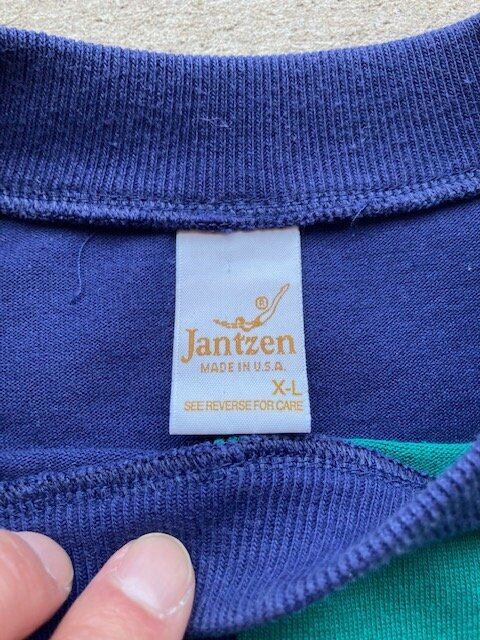 ®
Jantzen
MADE IN U.S.A.
X-L
SEE REVERSE FOR CARE